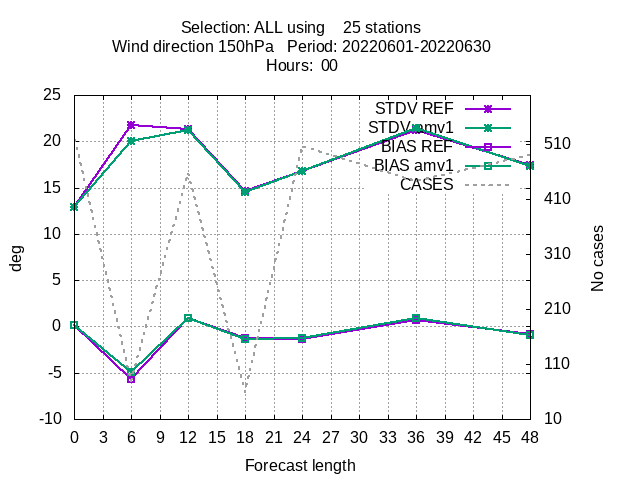 Selection: ALL using    25 stations
Wind direction 150hPa   Period: 20220601-20220630
Hours:  00
STDV REF
STDV amv1
BIAS REF
BIAS amv1
CASES
25
20
15
10
5
0
-5
-10
deg
510
410
310
210
110
10
No cases
0 3 6 9 12 15 18 21 24 27 30 33 36 39 42 45 48
Forecast length